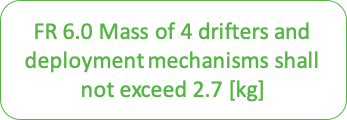 FR 6.0 Mass of 4 drifters and
deployment mechanisms shall
not exceed 2.7 [kg]